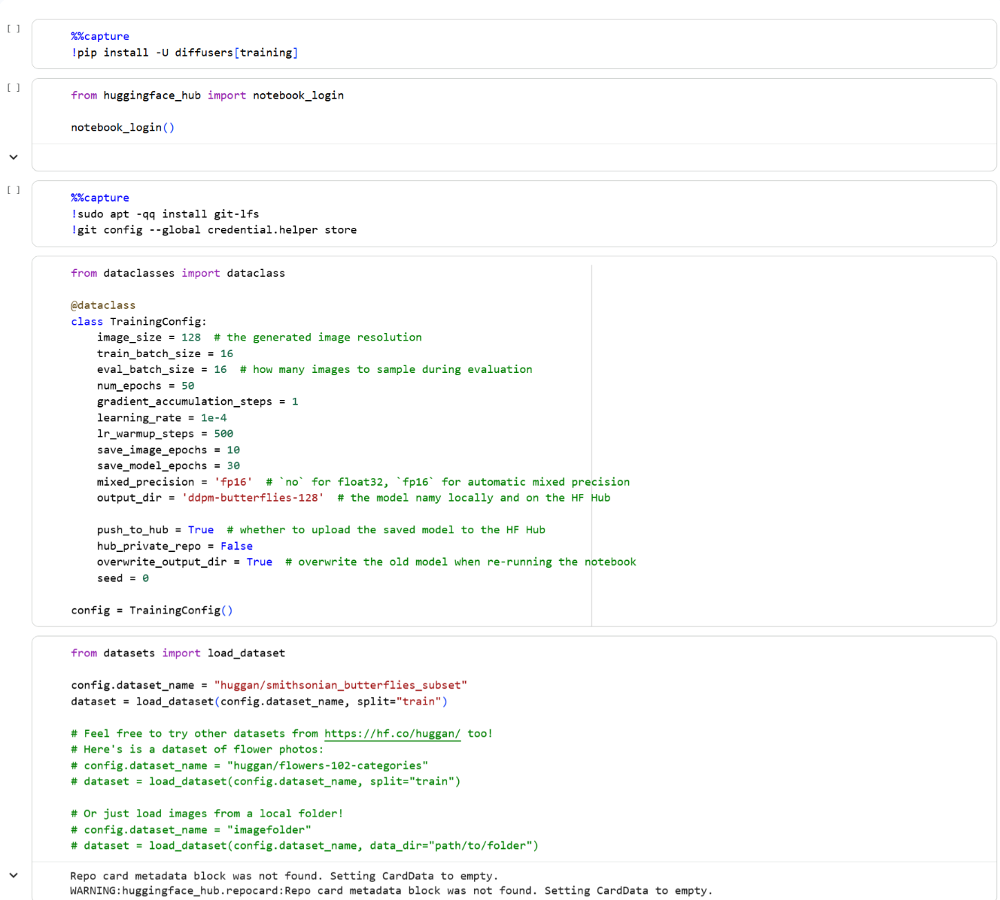 [ ]
%%capture
!pip install -U diffusers[training]
[ ]
from huggingface_hub import notebook_login
notebook_login()
[ ]
%%capture
!sudo apt -qq install git-lfs
!git config --global credential.helper store
from dataclasses import dataclass
@dataclass
class TrainingConfig:
    image_size = 128  # the generated image resolution
    train_batch_size = 16
    eval_batch_size = 16  # how many images to sample during evaluation
    num_epochs = 50
    gradient_accumulation_steps = 1
    learning_rate = 1e-4
    lr_warmup_steps = 500
    save_image_epochs = 10
    save_model_epochs = 30
    mixed_precision = 'fp16'  # `no` for float32, `fp16` for automatic mixed precision
    output_dir = 'ddpm-butterflies-128'  # the model namy locally and on the HF Hub
    push_to_hub = True  # whether to upload the saved model to the HF Hub
    hub_private_repo = False
    overwrite_output_dir = True  # overwrite the old model when re-running the notebook
    seed = 0
config = TrainingConfig()
from datasets import load_dataset
config.dataset_name = "huggan/smithsonian_butterflies_subset"
dataset = load_dataset(config.dataset_name, split="train")
# Feel free to try other datasets from https://hf.co/huggan/ too!
# Here's is a dataset of flower photos:
# config.dataset_name = "huggan/flowers-102-categories"
# dataset = load_dataset(config.dataset_name, split="train")
# Or just load images from a local folder!
# config.dataset_name = "imagefolder"
# dataset = load_dataset(config.dataset_name, data_dir="path/to/folder")
Repo card metadata block was not found. Setting CardData to empty.
WARNING:huggingface_hub.repocard:Repo card metadata block was not found. Setting CardData to empty.